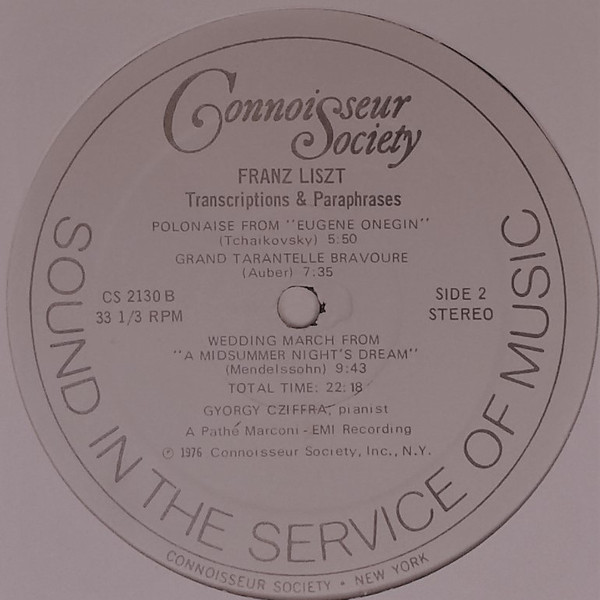 Connoisseur
Society
FRANZ LISZT
Transcriptions & Paraphrases
POLONAISE FROM "EUGENE ONEGIN"
(Tchaikovsky) 5:50
GRAND TARANTELLE BRAVOURE
(Auber) 7:35
CS 2130 B
33 1/3 RPM
SIDE 2
STEREO
WEDDING MARCH FROM
"A MIDSUMMER NIGHT'S DREAM"
(Mendelssohn) 9:43
TOTAL TIME: 22:18
GYORGY CZIFFRA, pianist
A Pathé Marconi - EMI Recording
℗ 1976 Connoisseur Society, Inc., N.Y.
SOUND IN THE SERVICE OF MUSIC
CONNOISSEUR SOCIETY • NEW YORK